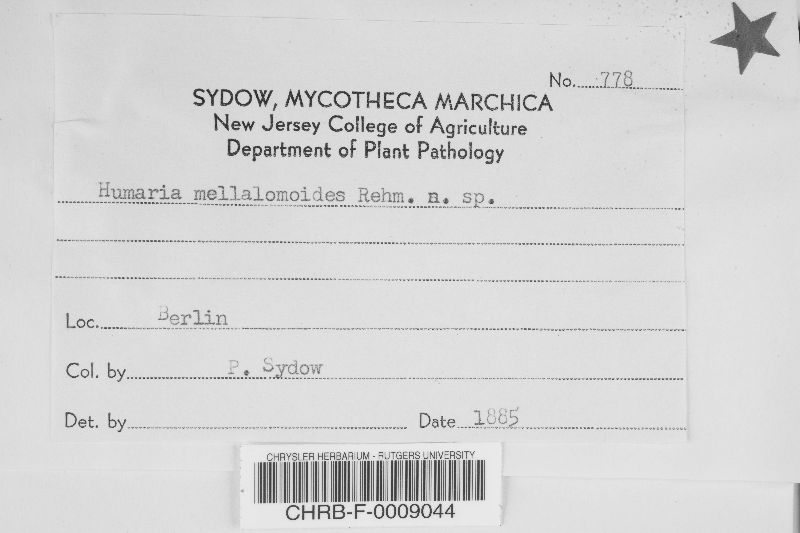 No. 778
SYDOW, MYCOTHECA MARCHICA
New Jersey College of Agriculture
Department of Plant Pathology
Humaria mellalomoides Rehm. n. sp.
Loc. Berlin
Col. by P. Sydow
Det. by Date 1885
CHRYSLER HERBARIUM - RUTGERS UNIVERSITY
CHRB-F-0009044